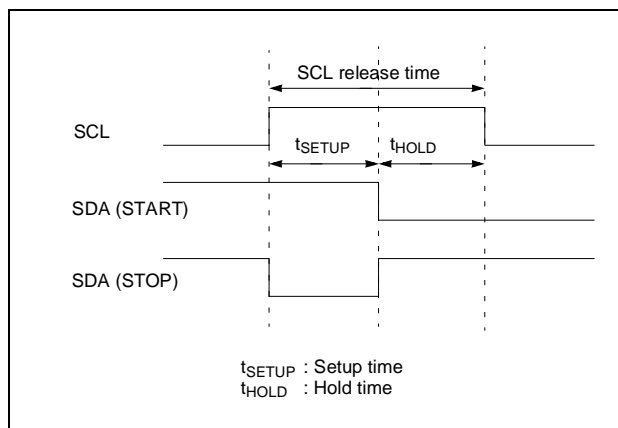 SCL release time
SCL
tSETUP
tHOLD
SDA (START)
SDA (STOP)
tSETUP : Setup time
tHOLD : Hold time